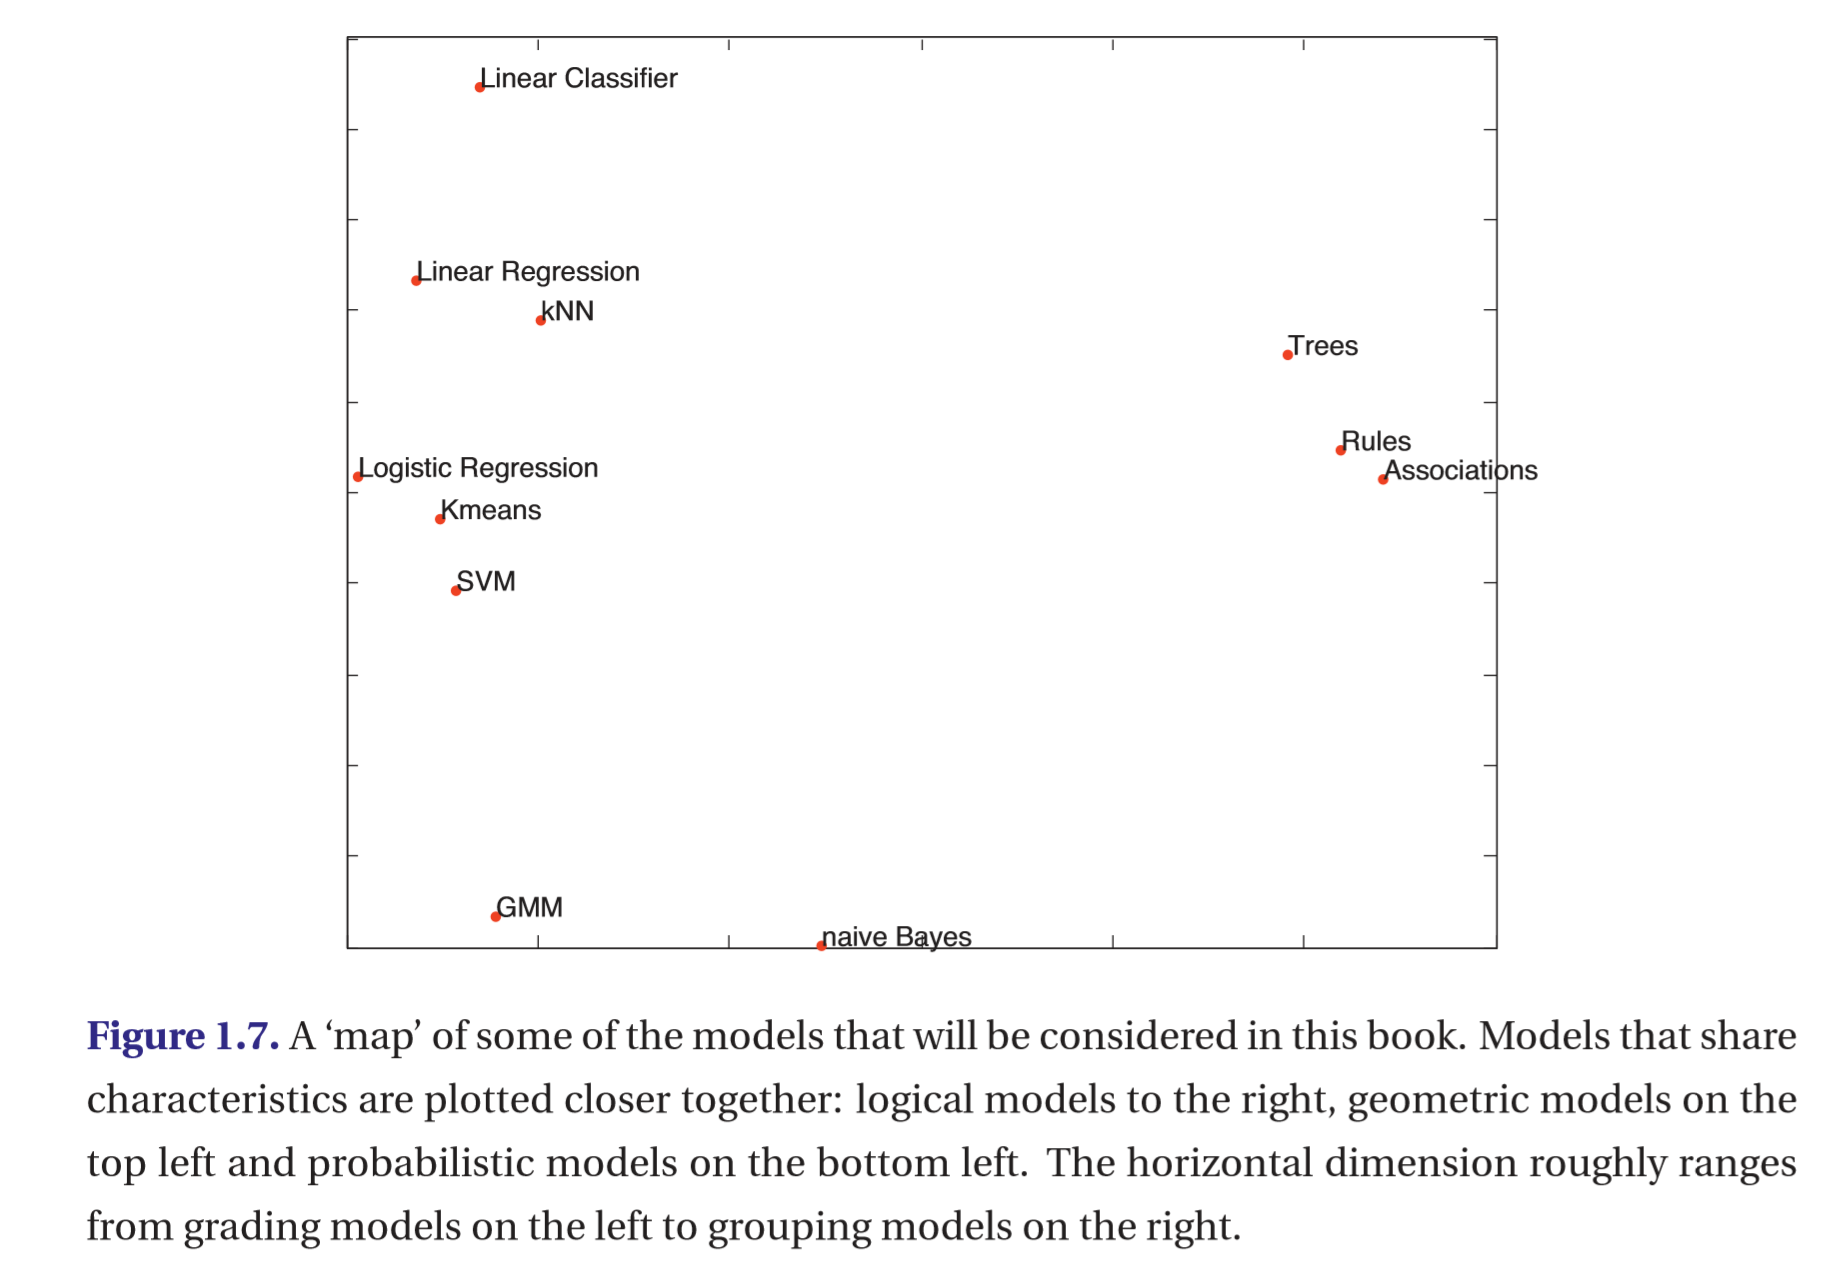 Linear Classifier
Linear Regression
kNN
Trees
Rules
Logistic Regression
Associations
Kmeans
SVM
GMM
naive Bayes
Figure 1.7. A ‘map’ of some of the models that will be considered in this book. Models that share
characteristics are plotted closer together: logical models to the right, geometric models on the
top left and probabilistic models on the bottom left. The horizontal dimension roughly ranges
from grading models on the left to grouping models on the right.